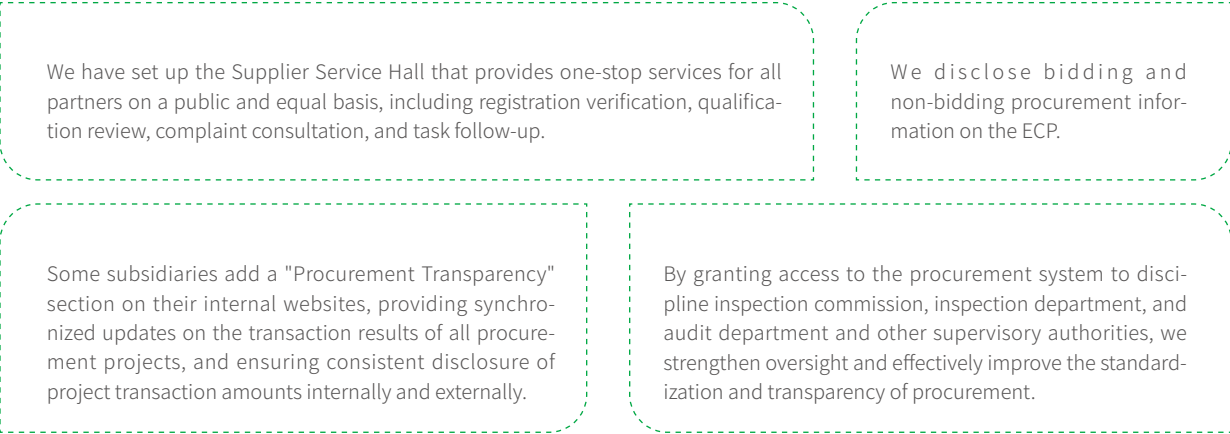 We have set up the Supplier Service Hall that provides one-stop services for all
partners on a public and equal basis, including registration verification, qualifica-
tion review, complaint consultation, and task follow-up.
We disclose bidding and
non-bidding procurement infor-
mation on the ECP.
Some subsidiaries add a "Procurement Transparency"
section on their internal websites, providing synchro-
nized updates on the transaction results of all procure-
ment projects, and ensuring consistent disclosure of
project transaction amounts internally and externally.
By granting access to the procurement system to disci-
pline inspection commission, inspection department, and
audit department and other supervisory authorities, we
strengthen oversight and effectively improve the standard-
ization and transparency of procurement.